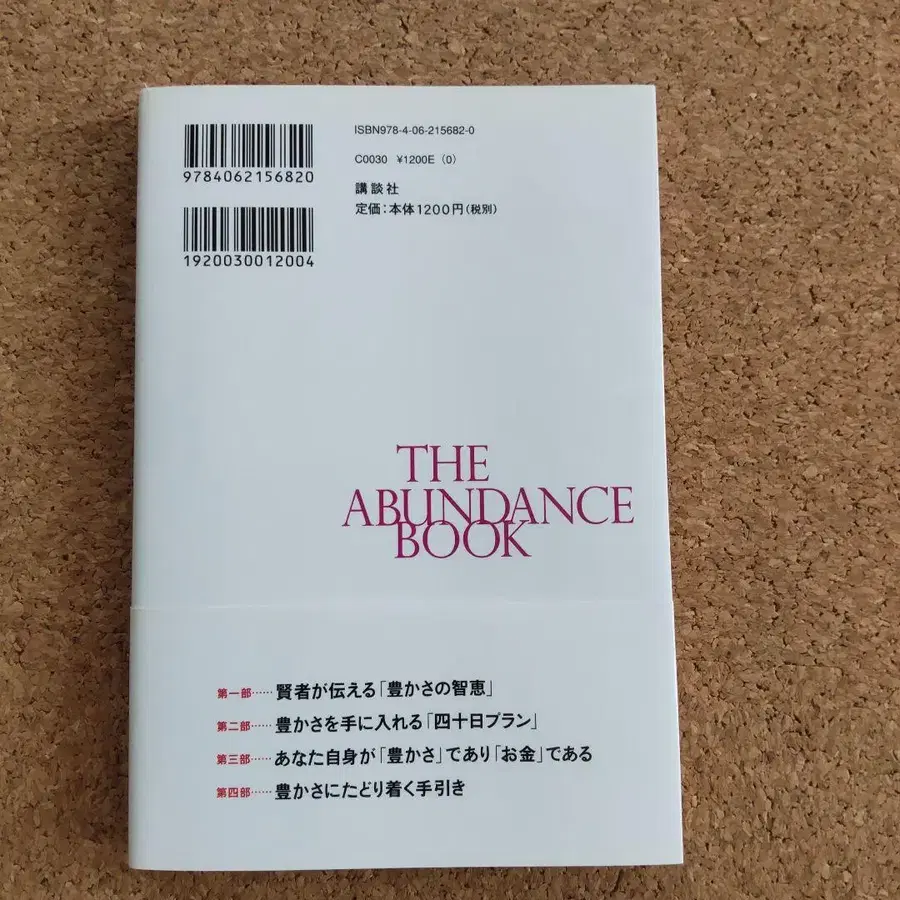 ISBN978-4-06-215682-0
C0030 ¥1200E (0)
講談社
定価:本体1200円(税別)
9784062156820
1920030012004
THE
ABUNDANCE
BOOK
第一部……賢者が伝える「豊かさの智恵」
第二部……豊かさを手に入れる「四十日プラン」
第三部……あなた自身が「豊かさ」であり「お金」である
第四部……豊かさにたどり着く手引き